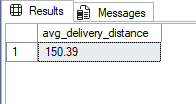 Results Messages
avg_delivery_distance
1 150.39